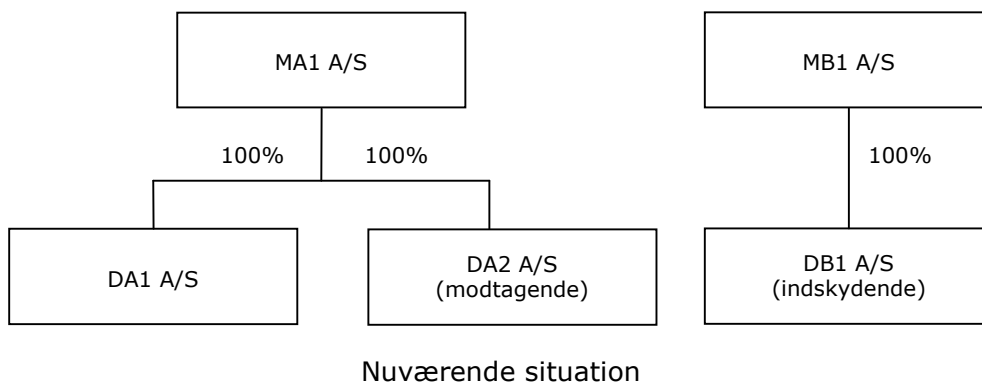 MA1 A/S
MB1 A/S
100%
100%
100%
DA1 A/S
DA2 A/S
(modtagende)
DB1 A/S
(indskydende)
Nuværende situation